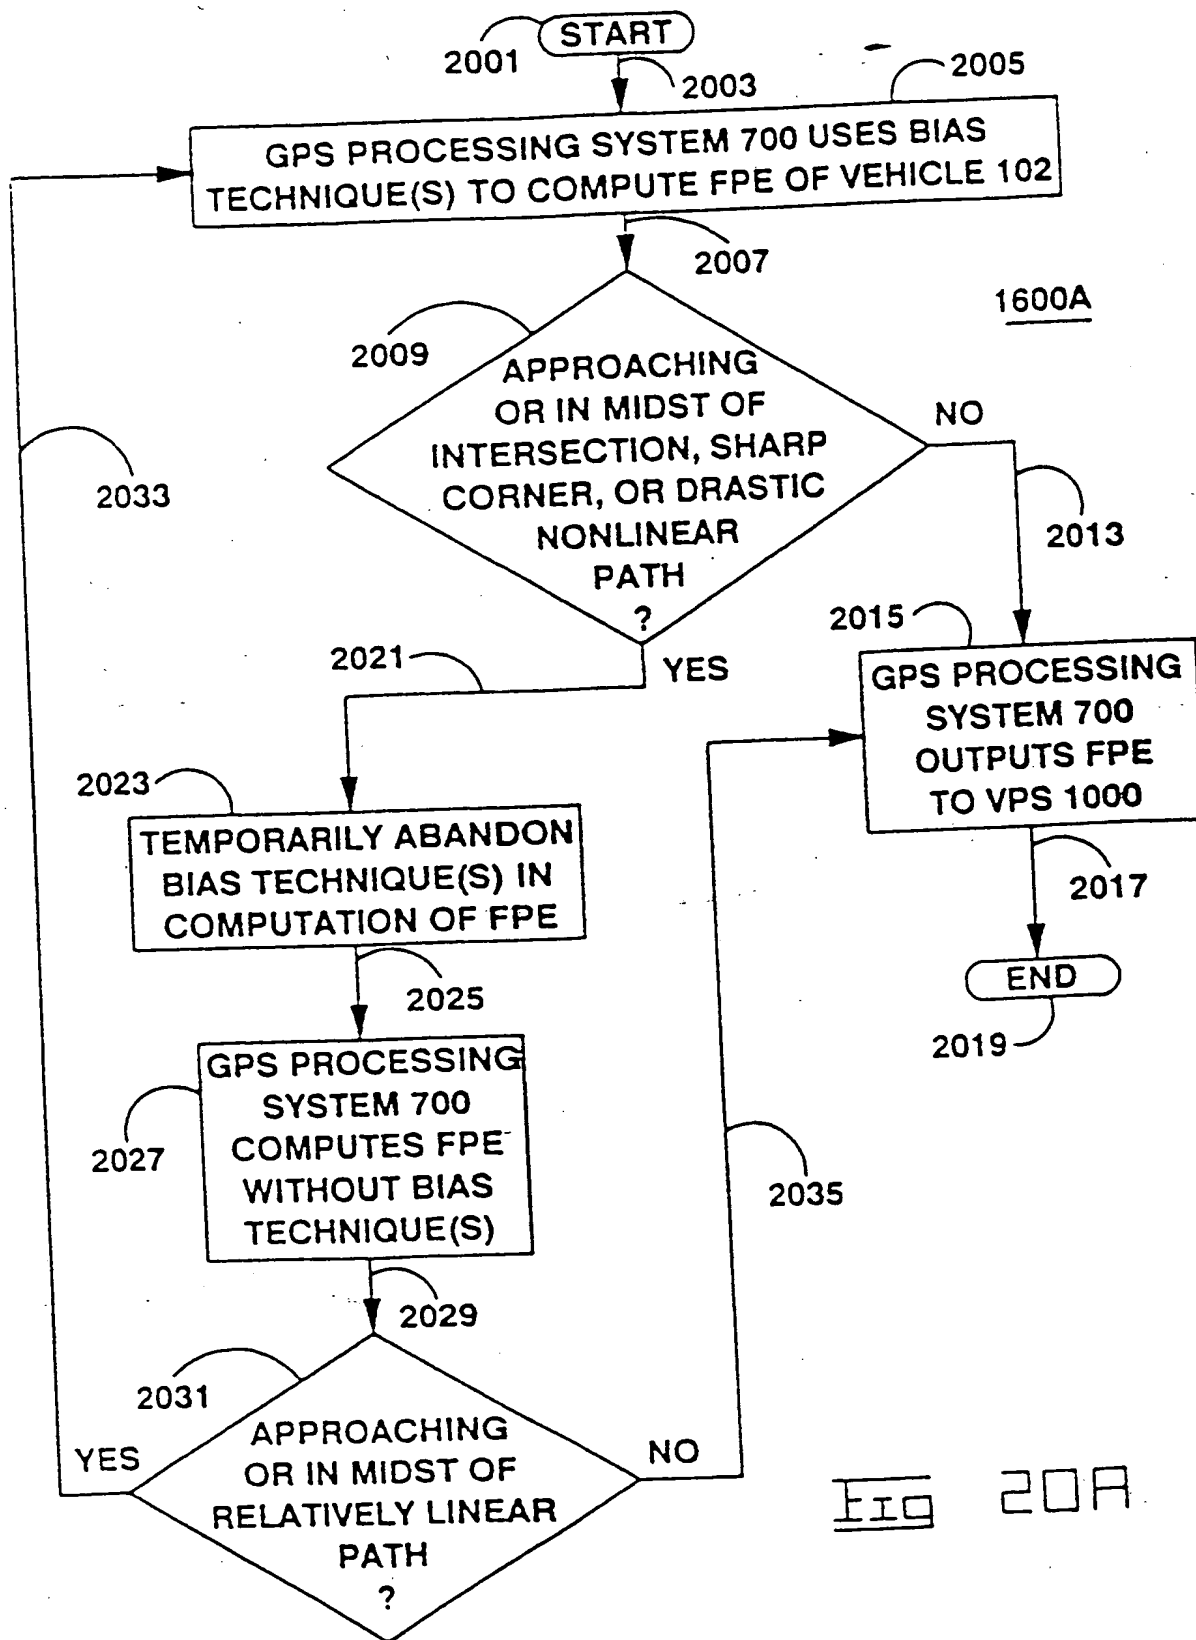 START
2001
2003
2005
GPS PROCESSING SYSTEM 700 USES BIAS
TECHNIQUE(S) TO COMPUTE FPE OF VEHICLE 102
2007
1600A
2009
APPROACHING
OR IN MIDST OF
INTERSECTION, SHARP
CORNER, OR DRASTIC
NONLINEAR
PATH
?
NO
2033
2013
2015
2021
YES
GPS PROCESSING
SYSTEM 700
OUTPUTS FPE
TO VPS 1000
2023
TEMPORARILY ABANDON
BIAS TECHNIQUE(S) IN
COMPUTATION OF FPE
2017
END
2025
2019
GPS PROCESSING
SYSTEM 700
COMPUTES FPE
WITHOUT BIAS
TECHNIQUE(S)
2027
2035
2029
2031
APPROACHING
OR IN MIDST OF
RELATIVELY LINEAR
PATH
?
YES
NO
Fig 20A